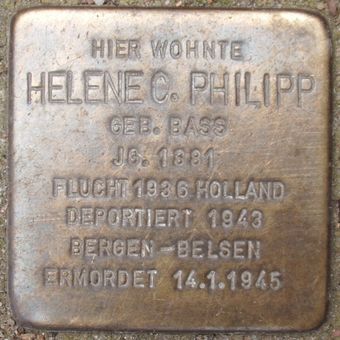 HIER WOHNTE
HELENE C. PHILIPP
GEB. BASS
JG. 1881
FLUCHT 1936 HOLLAND
DEPORTIERT 1943
BERGEN-BELSEN
ERMORDET 14.1.1945